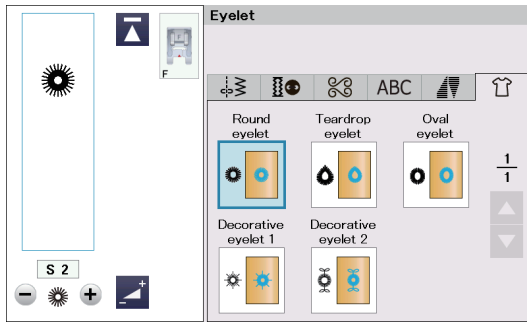 Eyelet
F
ABC
Round
eyelet
Teardrop
eyelet
Oval
eyelet
1
1
Decorative
eyelet 1
Decorative
eyelet 2
S 2